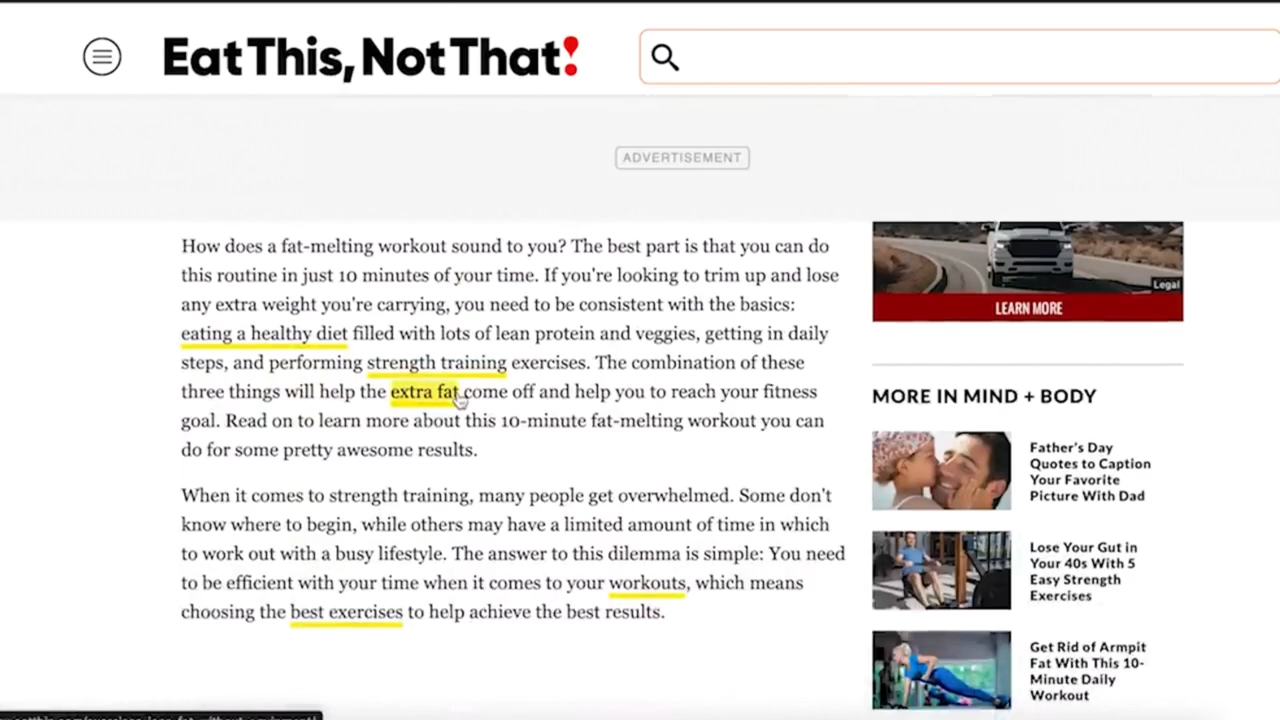 Eat This, Not That!
ADVERTISEMENT
How does a fat-melting workout sound to you? The best part is that you can do
this routine in just 10 minutes of your time. If you're looking to trim up and lose
any extra weight you're carrying, you need to be consistent with the basics:
eating a healthy diet filled with lots of lean protein and veggies, getting in daily
steps, and performing strength training exercises. The combination of these
three things will help the extra fat come off and help you to reach your fitness
goal. Read on to learn more about this 10-minute fat-melting workout you can
do for some pretty awesome results.
When it comes to strength training, many people get overwhelmed. Some don't
know where to begin, while others may have a limited amount of time in which
to work out with a busy lifestyle. The answer to this dilemma is simple: You need
to be efficient with your time when it comes to your workouts, which means
choosing the best exercises to help achieve the best results.
Legal
LEARN MORE
MORE IN MIND + BODY
Father's Day
Quotes to Caption
Your Favorite
Picture With Dad
Lose Your Gut in
Your 40s With 5
Easy Strength
Exercises
Get Rid of Armpit
Fat With This 10-
Minute Daily
Workout